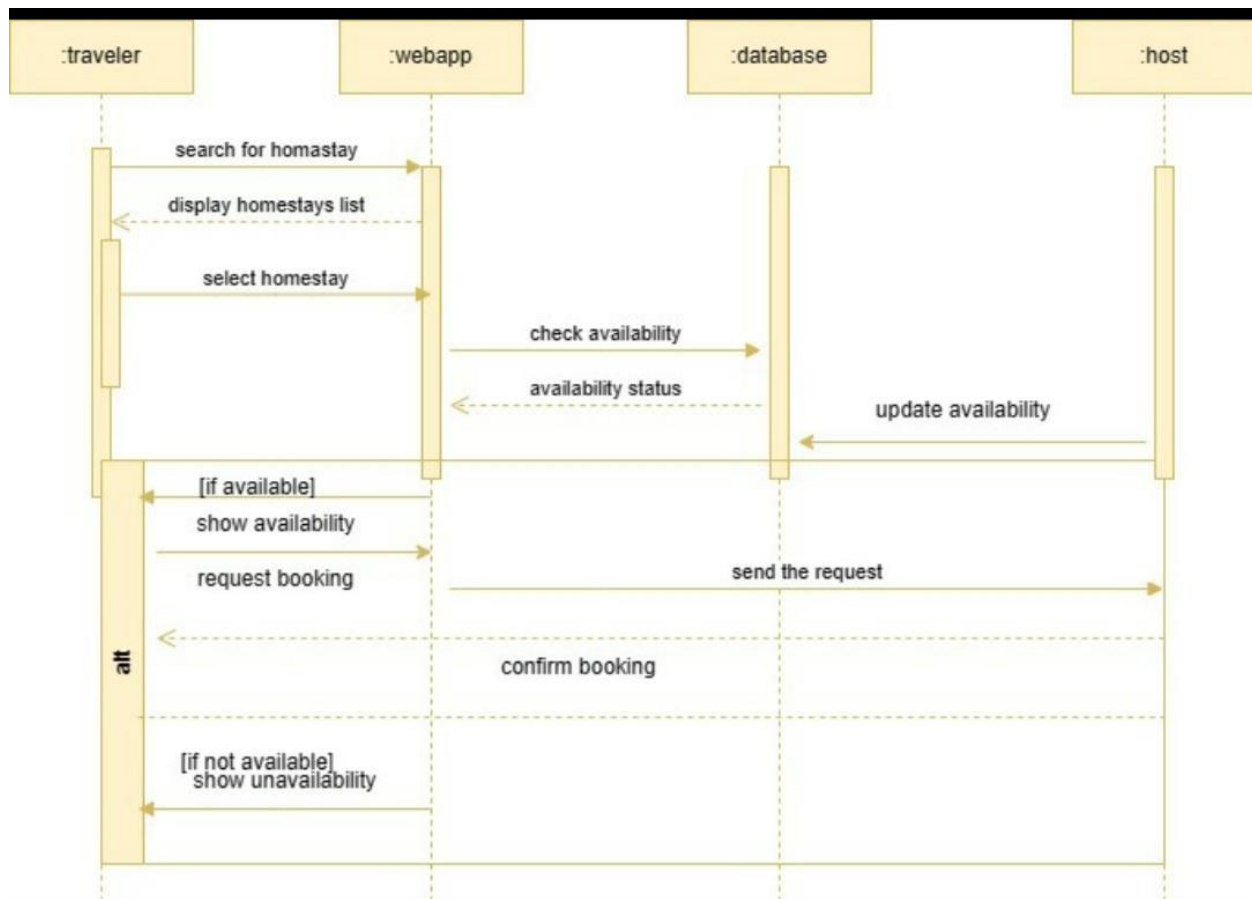 :traveler
:webapp
:database
:host
search for homastay
display homestays list
select homestay
check availability
availability status
update availability
[if available]
show availability
request booking
send the request
alt
confirm booking
[if not available]
show unavailability